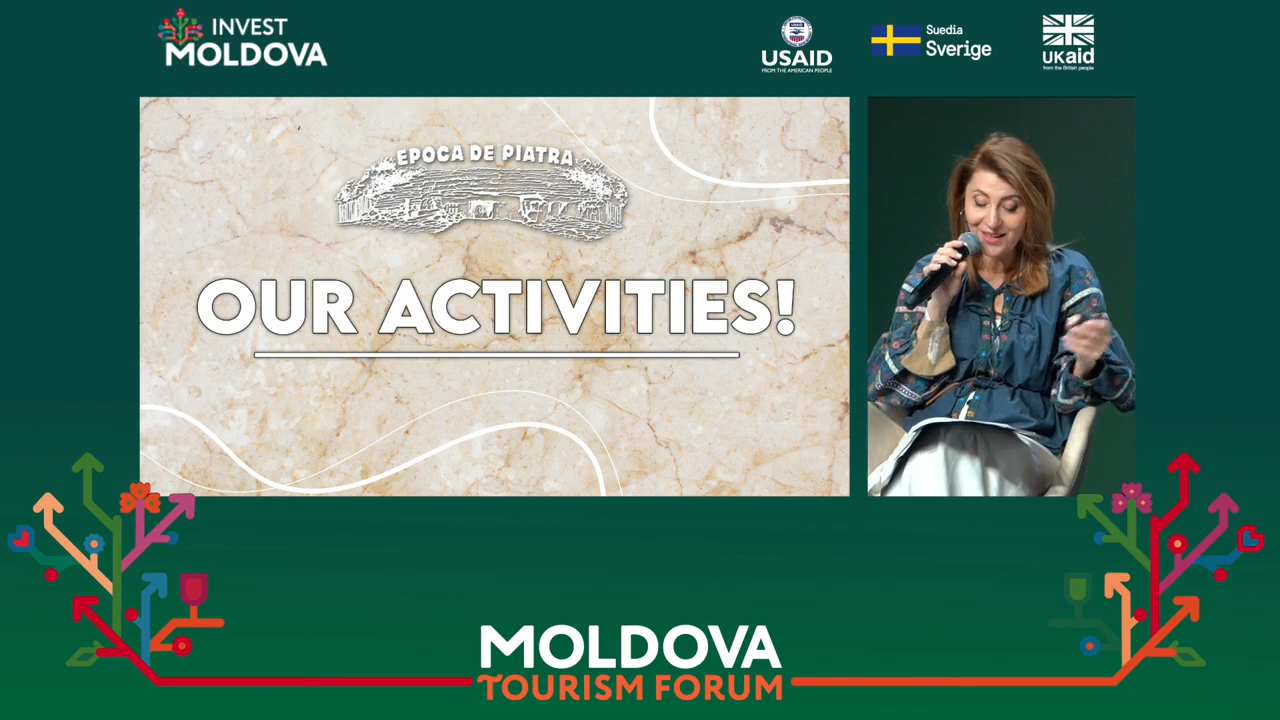 INVEST
MOLDOVA
USAID
FROM THE AMERICAN PEOPLE
Suedia
Sverige
UKaid
from the British people
EPOCA DE PIATRA
OUR ACTIVITIES!
MOLDOVA
TOURISM FORUM